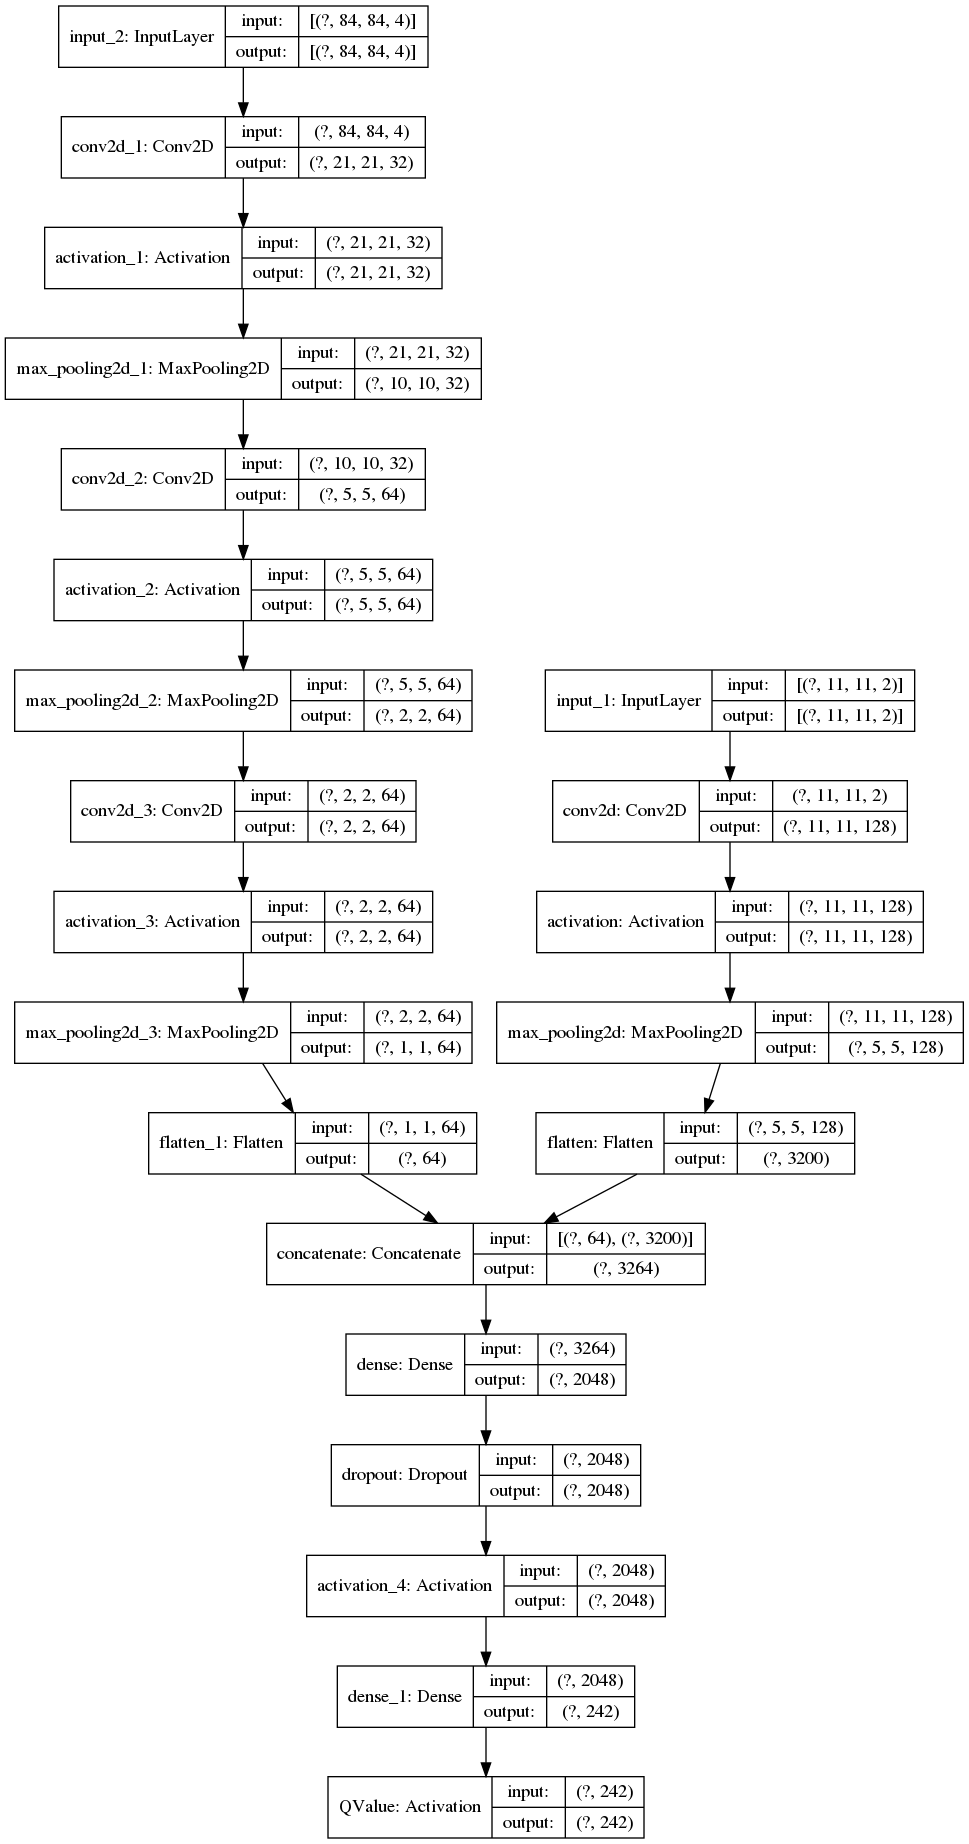 input_2: InputLayer
input: [(?, 84, 84, 4)]
output: [(?, 84, 84, 4)]
conv2d_1: Conv2D
input: (?, 84, 84, 4)
output: (?, 21, 21, 32)
activation_1: Activation
input: (?, 21, 21, 32)
output: (?, 21, 21, 32)
max_pooling2d_1: MaxPooling2D
input: (?, 21, 21, 32)
output: (?, 10, 10, 32)
conv2d_2: Conv2D
input: (?, 10, 10, 32)
output: (?, 5, 5, 64)
activation_2: Activation
input: (?, 5, 5, 64)
output: (?, 5, 5, 64)
max_pooling2d_2: MaxPooling2D
input: (?, 5, 5, 64)
output: (?, 2, 2, 64)
input_1: InputLayer
input: [(?, 11, 11, 2)]
output: [(?, 11, 11, 2)]
conv2d_3: Conv2D
input: (?, 2, 2, 64)
output: (?, 2, 2, 64)
conv2d: Conv2D
input: (?, 11, 11, 2)
output: (?, 11, 11, 128)
activation_3: Activation
input: (?, 2, 2, 64)
output: (?, 2, 2, 64)
activation: Activation
input: (?, 11, 11, 128)
output: (?, 11, 11, 128)
max_pooling2d_3: MaxPooling2D
input: (?, 2, 2, 64)
output: (?, 1, 1, 64)
max_pooling2d: MaxPooling2D
input: (?, 11, 11, 128)
output: (?, 5, 5, 128)
flatten_1: Flatten
input: (?, 1, 1, 64)
output: (?, 64)
flatten: Flatten
input: (?, 5, 5, 128)
output: (?, 3200)
concatenate: Concatenate
input: [(?, 64), (?, 3200)]
output: (?, 3264)
dense: Dense
input: (?, 3264)
output: (?, 2048)
dropout: Dropout
input: (?, 2048)
output: (?, 2048)
activation_4: Activation
input: (?, 2048)
output: (?, 2048)
dense_1: Dense
input: (?, 2048)
output: (?, 242)
QValue: Activation
input: (?, 242)
output: (?, 242)